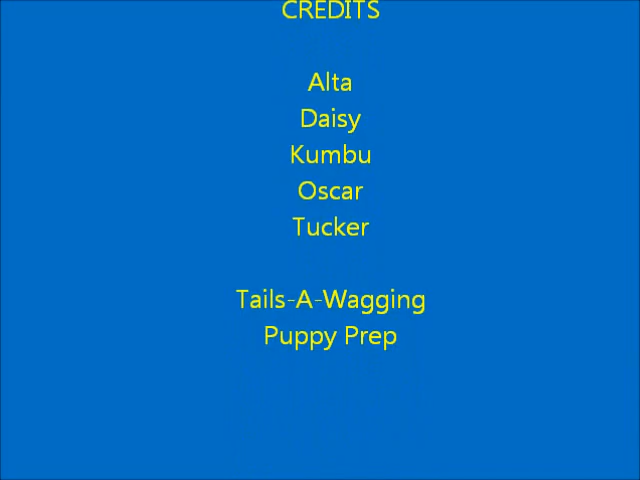 CREDITS
Alta
Daisy
Kumbu
Oscar
Tucker
Tails-A-Wagging
Puppy Prep